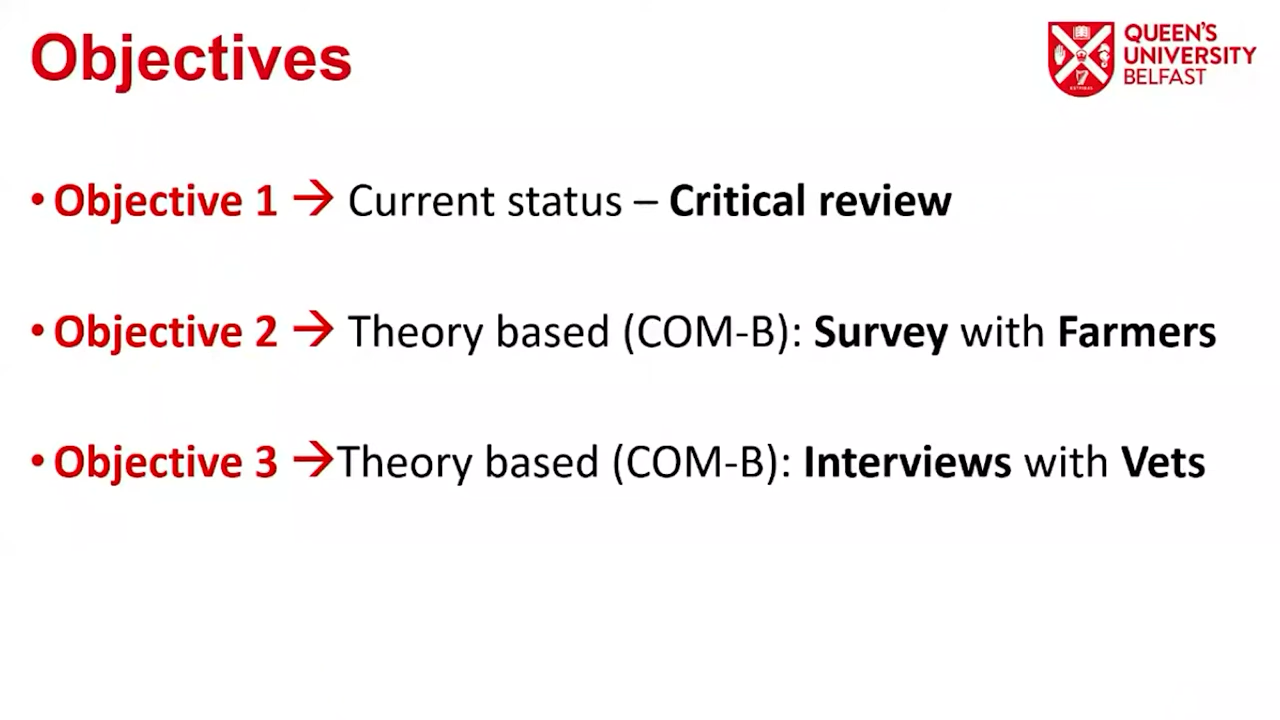 Objectives
QUEEN'S
UNIVERSITY
BELFAST
• Objective 1 → Current status – Critical review
• Objective 2 → Theory based (COM-B): Survey with Farmers
• Objective 3 →Theory based (COM-B): Interviews with Vets